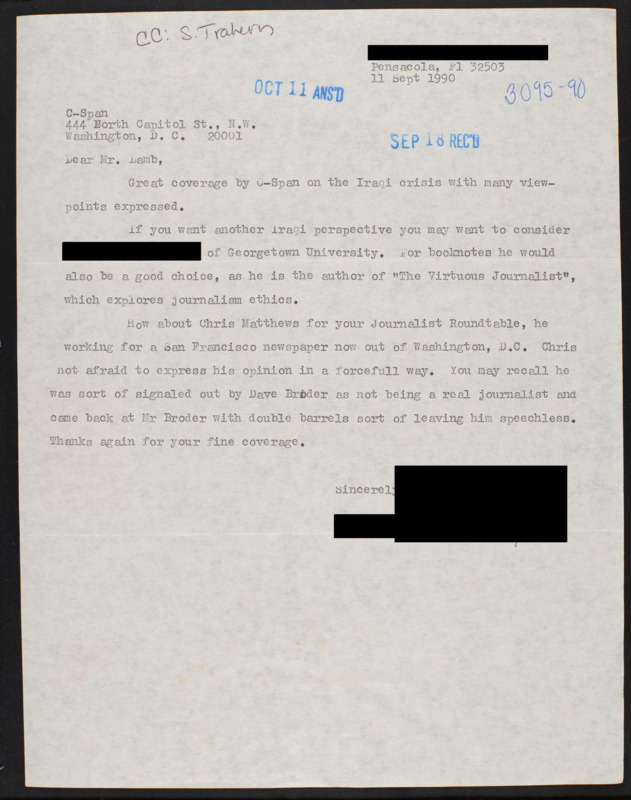 CC: S. Trahern
Pensacola, Fl 32503
11 Sept 1990
OCT 11 ANS'D
3095-90
C-Span
444 North Capitol St., N.W.
Washington, D. C. 20001
SEP 18 REC'D
Dear Mr. Lamb,
Great coverage by C-Span on the Iraqi crisis with many view-
points expressed.
If you want another Iraqi perspective you may want to consider
of Georgetown University. For booknotes he would
also be a good choice, as he is the author of "The Virtuous Journalist",
which explores journalism ethics.
How about Chris Matthews for your Journalist Roundtable, he
working for a San Francisco newspaper now out of Washington, D.C. Chris
not afraid to express his opinion in a forcefull way. You may recall he
was sort of signaled out by Dave Broder as not being a real journalist and
came back at Mr Broder with double barrels sort of leaving him speechless.
Thanks again for your fine coverage.
Sincerely